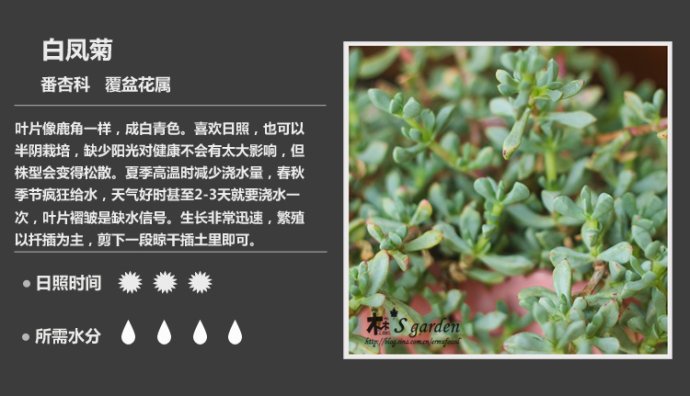 白凤菊
番杏科 覆盆花属
叶片像鹿角一样，成白青色。喜欢日照，也可以
半阴栽培，缺少阳光对健康不会有太大影响，但
株型会变得松散。夏季高温时减少浇水量，春秋
季节疯狂给水，天气好时甚至2-3天就要浇水一
次，叶片褶皱是缺水信号。生长非常迅速，繁殖
以扦插为主，剪下一段晾干插土里即可。
日照时间
所需水分
S garden